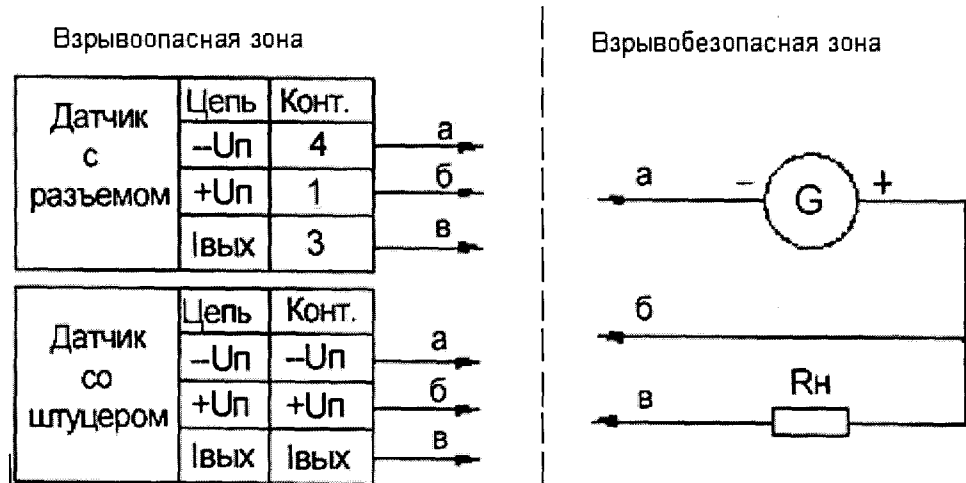 Взрывоопасная зона
Взрывобезопасная зона
Датчик
с
разъемом
Цепь Конт.
–Uп 4
+Uп 1
Iвых 3
а
б
в
Датчик
со
штуцером
Цепь Конт.
–Uп –Uп
+Uп +Uп
Iвых Iвых
а
б
в
а – G +
б
в Rн